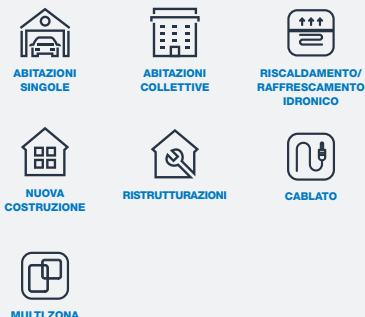 ABITAZIONI
SINGOLE
ABITAZIONI
COLLETTIVE
RISCALDAMENTO/
RAFFRESCAMENTO
IDRONICO
NUOVA
COSTRUZIONE
RISTRUTTURAZIONI
CABLATO
MULTI ZONA